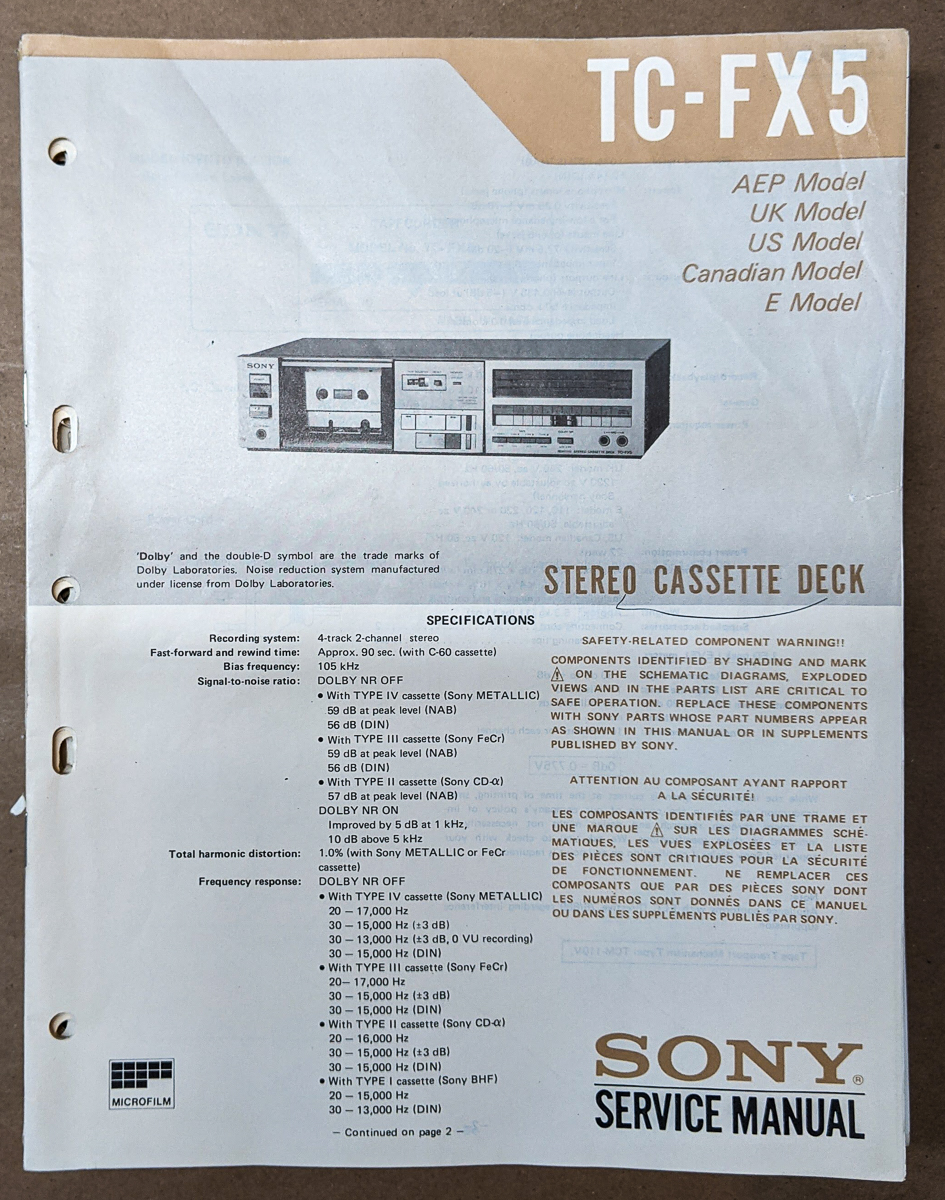 TC-FX5
AEP Model
UK Model
US Model
Canadian Model
E Model
SONY
'Dolby' and the double-D symbol are the trade marks of
Dolby Laboratories. Noise reduction system manufactured
under license from Dolby Laboratories.
STEREO CASSETTE DECK
SPECIFICATIONS
Recording system: 4-track 2-channel stereo
Fast-forward and rewind time: Approx. 90 sec. (with C-60 cassette)
Bias frequency: 105 kHz
Signal-to-noise ratio: DOLBY NR OFF
• With TYPE IV cassette (Sony METALLIC)
59 dB at peak level (NAB)
56 dB (DIN)
• With TYPE III cassette (Sony FeCr)
59 dB at peak level (NAB)
56 dB (DIN)
• With TYPE II cassette (Sony CD-α)
57 dB at peak level (NAB)
DOLBY NR ON
Improved by 5 dB at 1 kHz,
10 dB above 5 kHz
Total harmonic distortion: 1.0% (with Sony METALLIC or FeCr
cassette)
Frequency response: DOLBY NR OFF
• With TYPE IV cassette (Sony METALLIC)
20 – 17,000 Hz
30 – 15,000 Hz (±3 dB)
30 – 13,000 Hz (±3 dB, 0 VU recording)
30 – 15,000 Hz (DIN)
• With TYPE III cassette (Sony FeCr)
20– 17,000 Hz
30 – 15,000 Hz (±3 dB)
30 – 15,000 Hz (DIN)
• With TYPE II cassette (Sony CD-α)
20 – 16,000 Hz
30 – 15,000 Hz (±3 dB)
30 – 15,000 Hz (DIN)
• With TYPE I cassette (Sony BHF)
20 – 15,000 Hz
30 – 13,000 Hz (DIN)
– Continued on page 2 –
SAFETY-RELATED COMPONENT WARNING!!
COMPONENTS IDENTIFIED BY SHADING AND MARK
⚠ ON THE SCHEMATIC DIAGRAMS, EXPLODED
VIEWS AND IN THE PARTS LIST ARE CRITICAL TO
SAFE OPERATION. REPLACE THESE COMPONENTS
WITH SONY PARTS WHOSE PART NUMBERS APPEAR
AS SHOWN IN THIS MANUAL OR IN SUPPLEMENTS
PUBLISHED BY SONY.
ATTENTION AU COMPOSANT AYANT RAPPORT
A LA SÉCURITÉ!
LES COMPOSANTS IDENTIFIÉS PAR UNE TRAME ET
UNE MARQUE ⚠ SUR LES DIAGRAMMES SCHÉ-
MATIQUES, LES VUES EXPLOSÉES ET LA LISTE
DES PIÈCES SONT CRITIQUES POUR LA SÉCURITÉ
DE FONCTIONNEMENT. NE REMPLACER CES
COMPOSANTS QUE PAR DES PIÈCES SONY DONT
LES NUMÉROS SONT DONNÉS DANS CE MANUEL
OU DANS LES SUPPLÉMENTS PUBLIÉS PAR SONY.
MICROFILM
SONY®
SERVICE MANUAL